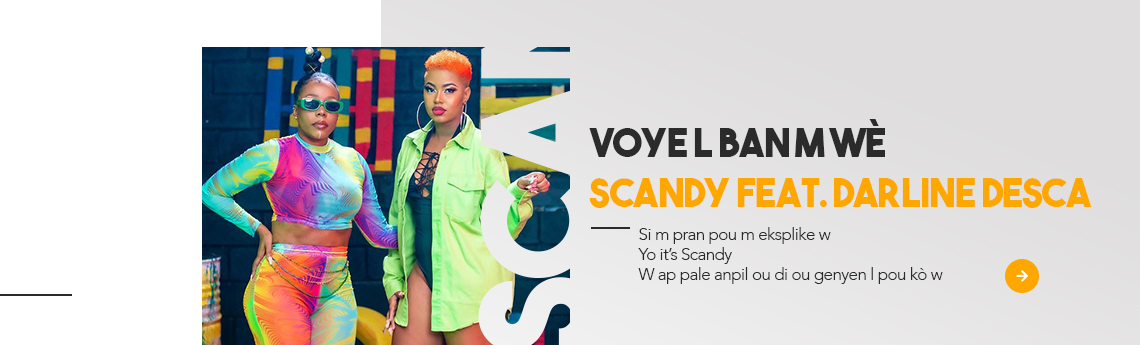 SCAN
VOYE L BAN M WÈ
SCANDY FEAT. DARLINE DESCA
Si m pran pou m eksplike w
Yo it’s Scandy
W ap pale anpil ou di ou genyen l pou kò w